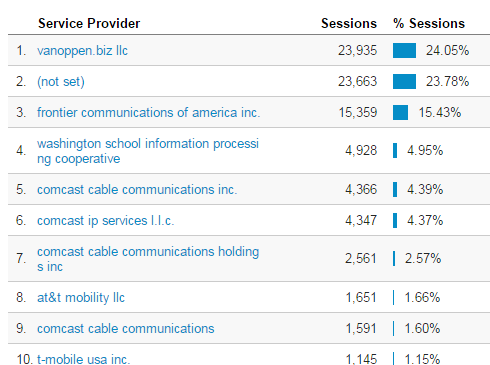 Service Provider Sessions % Sessions
1. vanoppen.biz llc 23,935 24.05%
2. (not set) 23,663 23.78%
3. frontier communications of america inc. 15,359 15.43%
4. washington school information processi
ng cooperative 4,928 4.95%
5. comcast cable communications inc. 4,366 4.39%
6. comcast ip services l.l.c. 4,347 4.37%
7. comcast cable communications holding
s inc 2,561 2.57%
8. at&t mobility llc 1,651 1.66%
9. comcast cable communications 1,591 1.60%
10. t-mobile usa inc. 1,145 1.15%